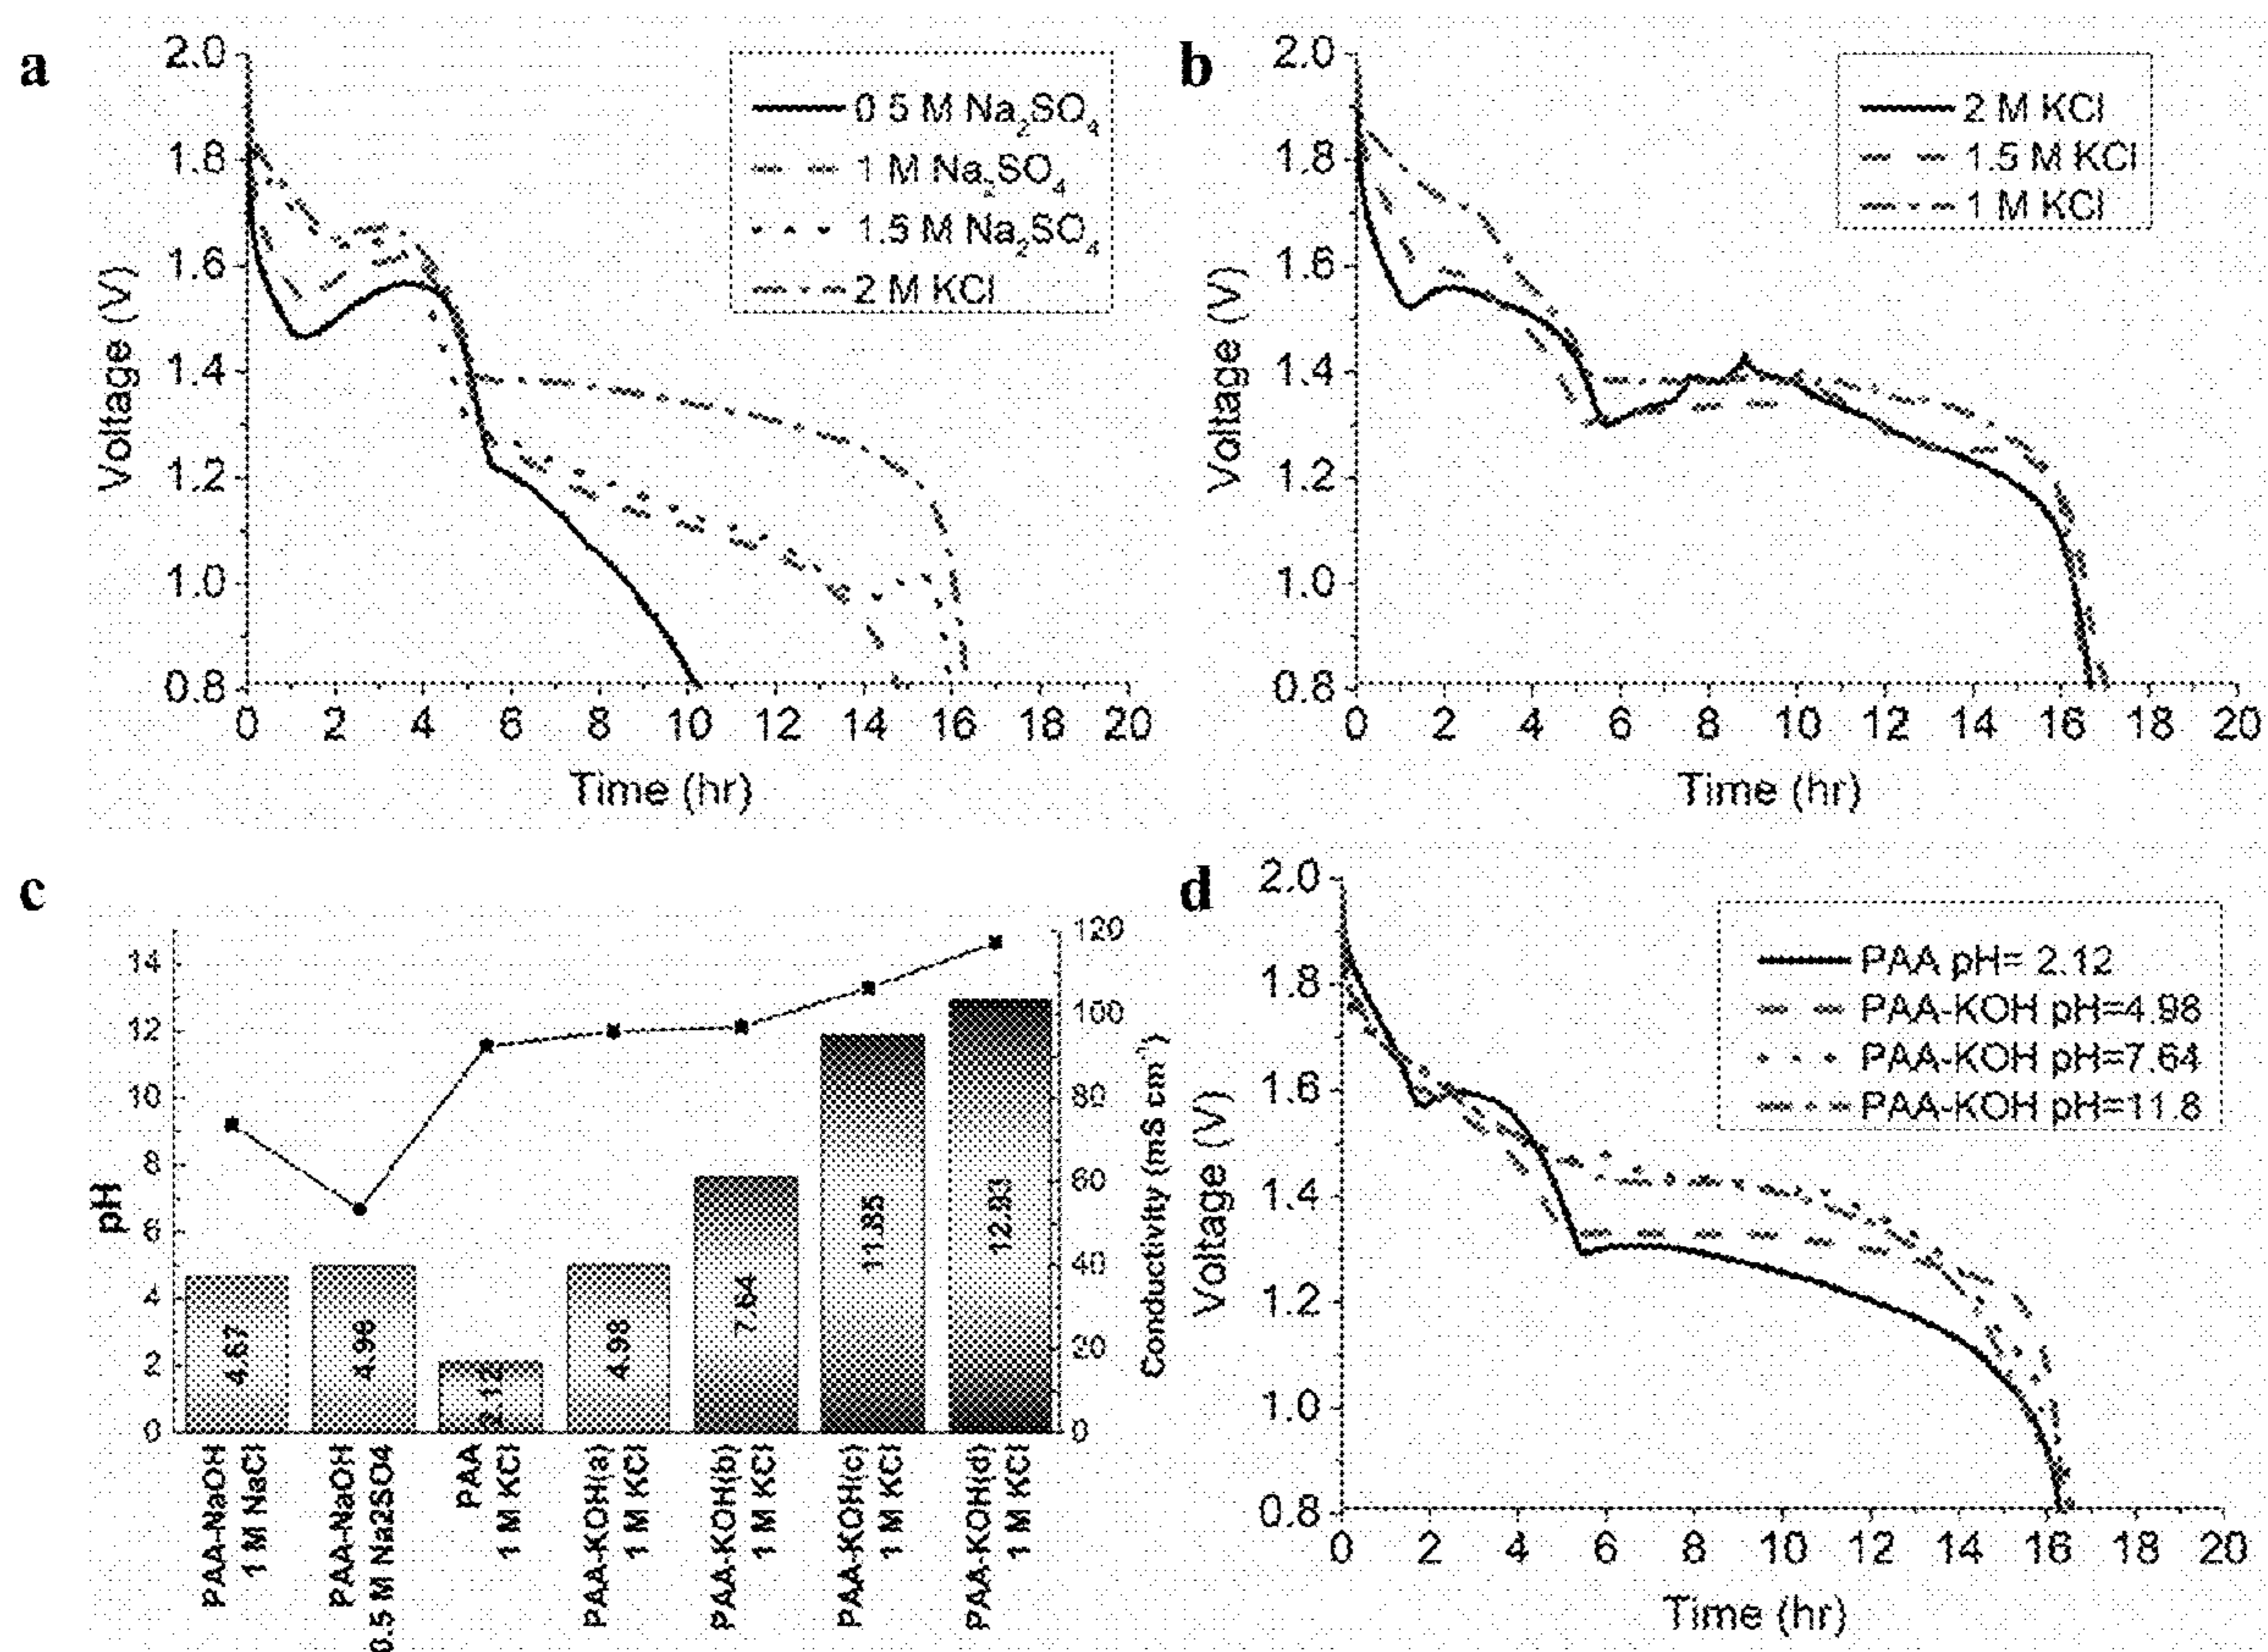 a
2.0
1.8
1.6
1.4
1.2
1.0
0.8
Voltage (V)
0 2 4 6 8 10 12 14 16 18 20
Time (hr)
0 5 M Na2SO4
1 M Na2SO4
1.5 M Na2SO4
2 M KCl
b
2.0
1.8
1.6
1.4
1.2
1.0
0.8
Voltage (V)
0 2 4 6 8 10 12 14 16 18 20
Time (hr)
2 M KCl
1.5 M KCl
1 M KCl
c
14
12
10
8
6
4
2
0
pH
120
100
80
60
40
20
0
Conductivity (mS cm-1)
4.67
4.98
2.12
4.98
7.64
11.85
12.93
PAA-NaOH
1 M NaCl
PAA-NaOH
0.5 M Na2SO4
PAA
1 M KCl
PAA-KOH(a)
1 M KCl
PAA-KOH(b)
1 M KCl
PAA-KOH(c)
1 M KCl
PAA-KOH(d)
1 M KCl
d
2.0
1.8
1.6
1.4
1.2
1.0
0.8
Voltage (V)
0 2 4 6 8 10 12 14 16 18 20
Time (hr)
PAA pH= 2.12
PAA-KOH pH=4.98
PAA-KOH pH=7.64
PAA-KOH pH=11.8